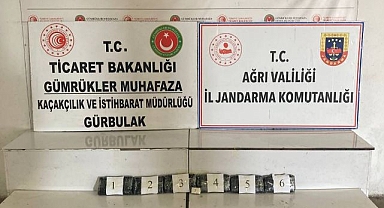 T.C.
TİCARET BAKANLIĞI
GÜMRÜKLER MUHAFAZA
KAÇAKÇILIK VE İSTİHBARAT MÜDÜRLÜĞÜ
GÜRBULAK
T.C.
AĞRI VALİLİĞİ
İL JANDARMA KOMUTANLIĞI
1 2 3 4 5 6